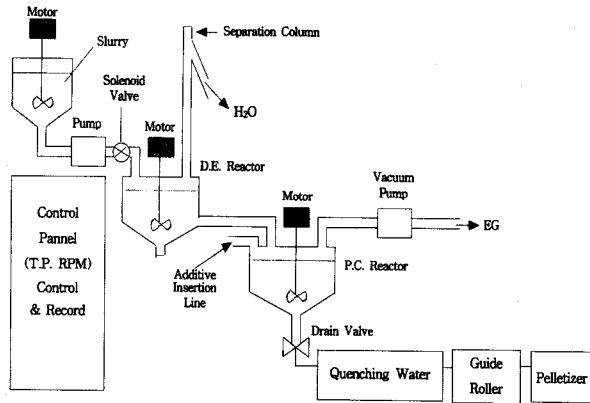 Motor
Separation Column
Slurry
Solenoid
Valve
H₂O
Pump
Motor
D.E. Reactor
Vacuum
Pump
Motor
Control
Pannel
(T.P. RPM)
Control
& Record
EG
Additive
Insertion
Line
P.C. Reactor
Drain Valve
Quenching Water
Guide
Roller
Pelletizer